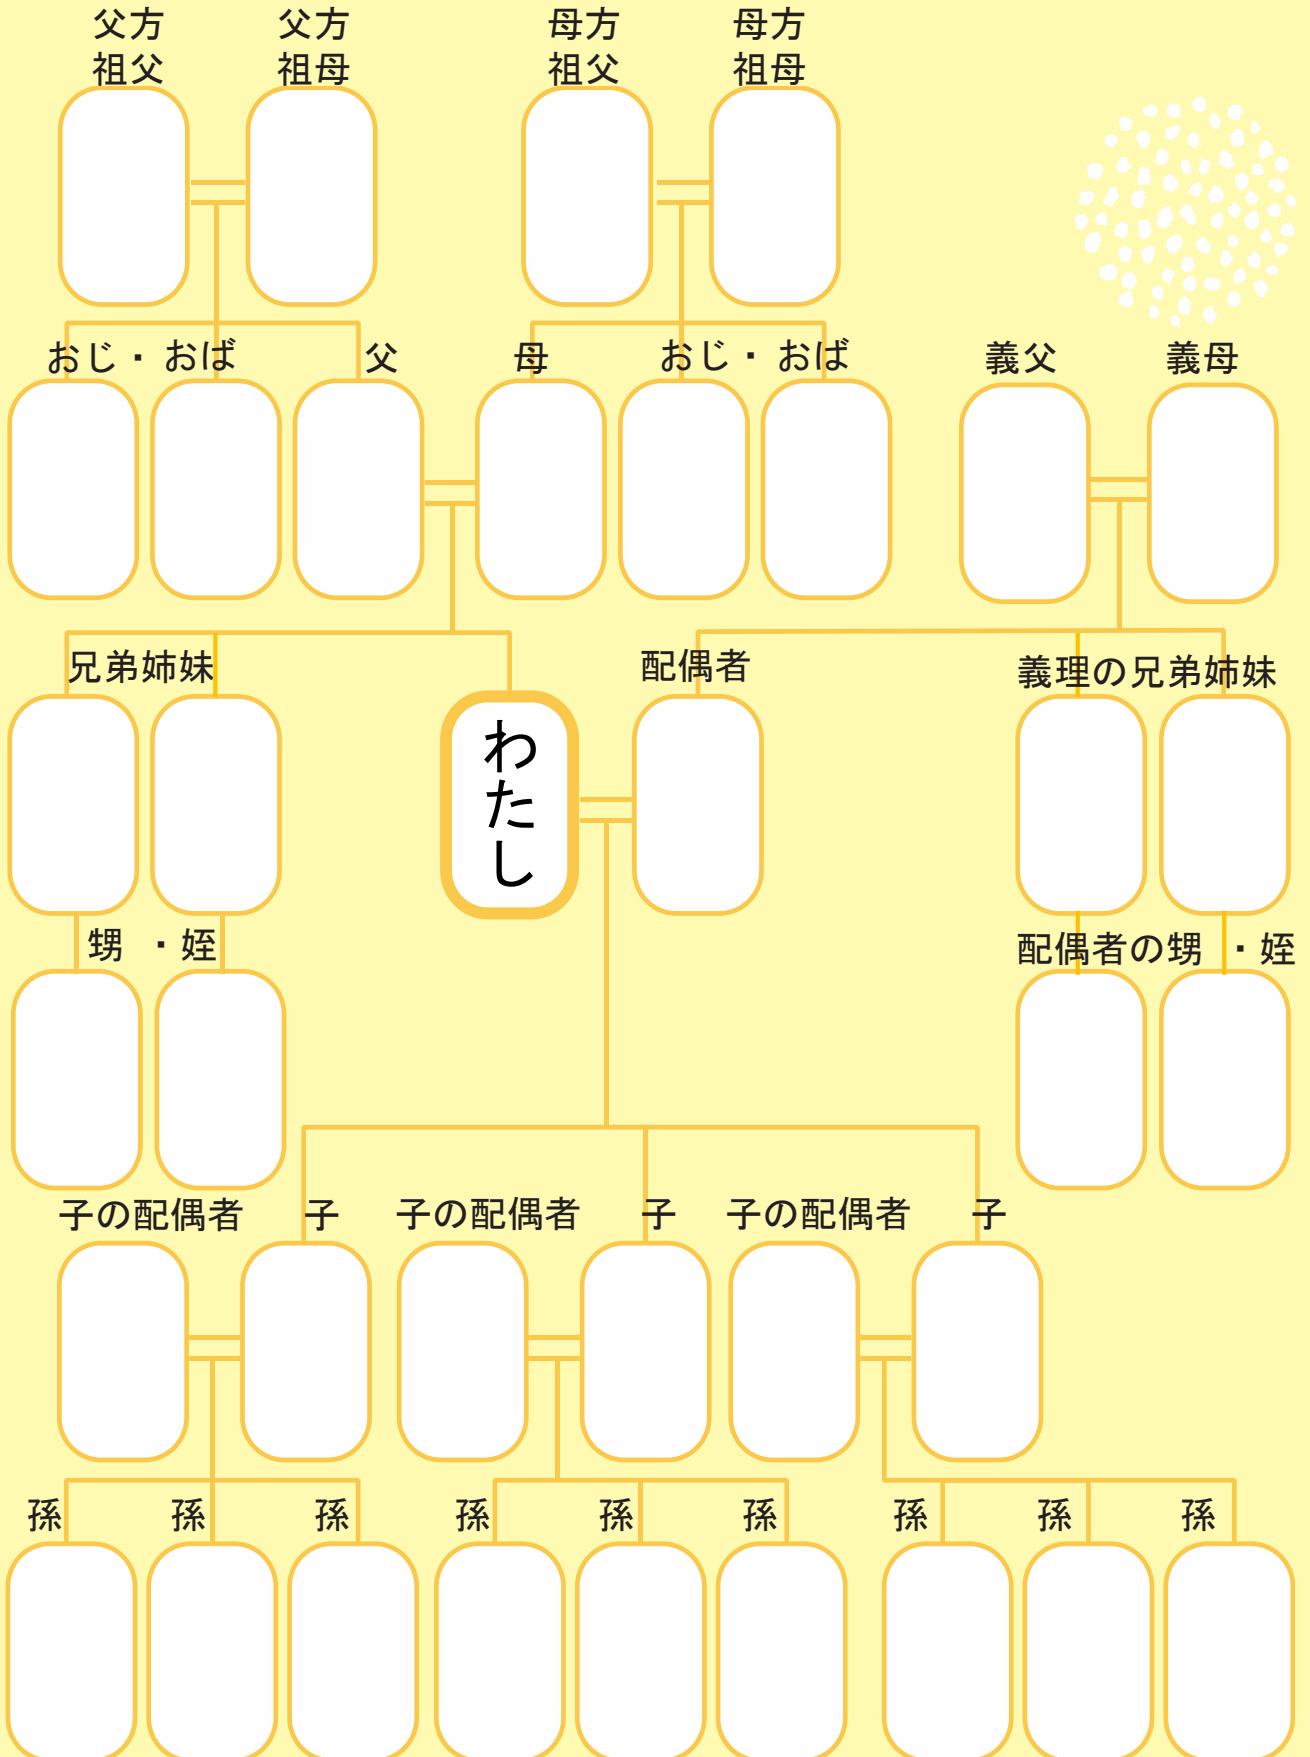 父方
祖父
父方
祖母
母方
祖父
母方
祖母
おじ・おば
父
母
おじ・おば
義父
義母
兄弟姉妹
わたし
配偶者
義理の兄弟姉妹
甥・姪
配偶者の甥・姪
子の配偶者
子
子の配偶者
子
子の配偶者
子
孫
孫
孫
孫
孫
孫
孫
孫
孫